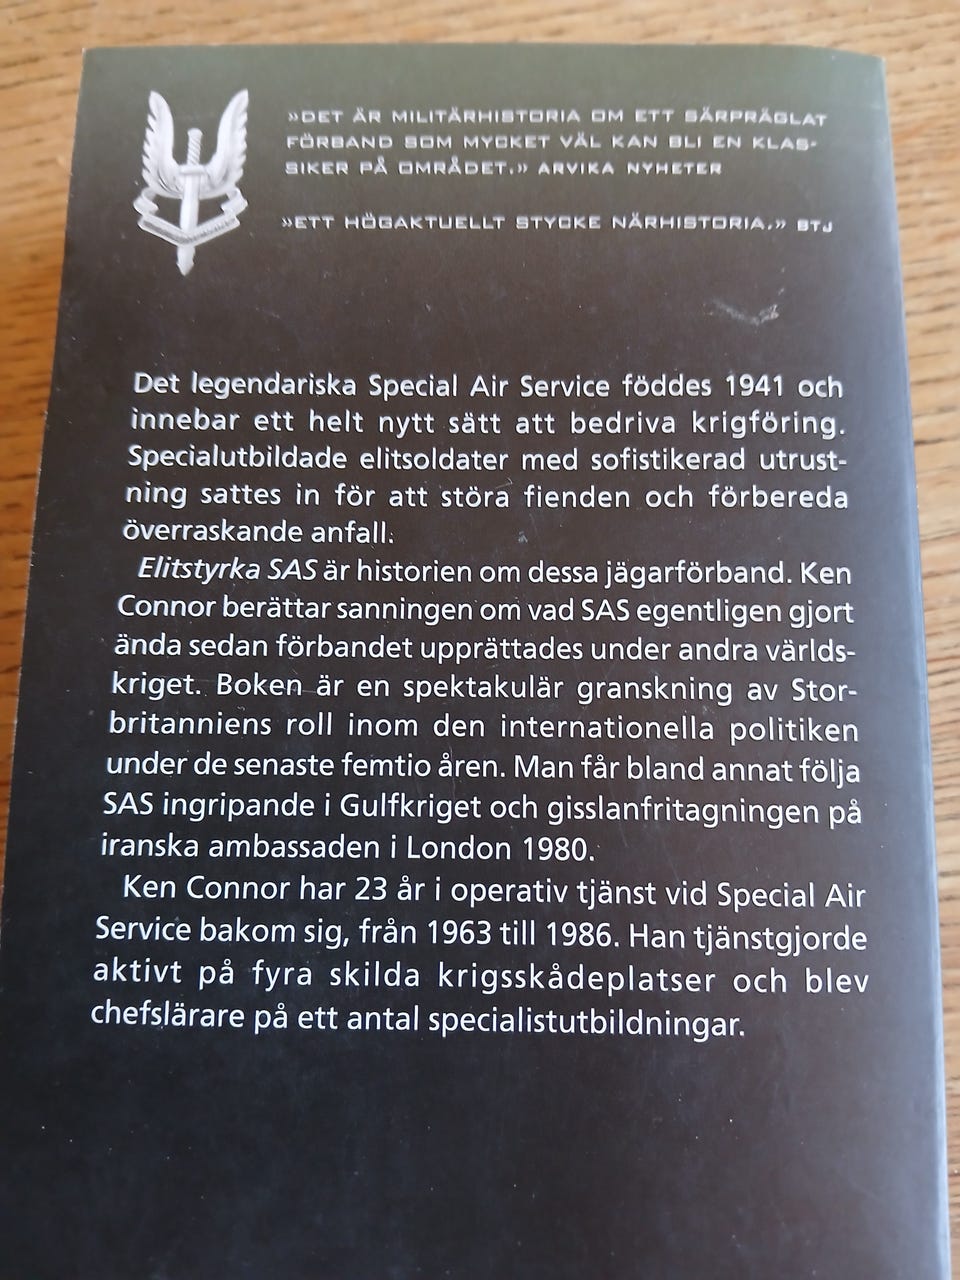 »DET ÄR MILITÄRHISTORIA OM ETT SÄRPRÄGLAT
FÖRBAND SOM MYCKET VÄL KAN BLI EN KLAS-
SIKER PÅ OMRÅDET.» ARVIKA NYHETER
»ETT HÖGAKTUELLT STYCKE NÄRHISTORIA.» BTJ
Det legendariska Special Air Service föddes 1941 och
innebar ett helt nytt sätt att bedriva krigföring.
Specialutbildade elitsoldater med sofistikerad utrust-
ning sattes in för att störa fienden och förbereda
överraskande anfall.
Elitstyrka SAS är historien om dessa jägarförband. Ken
Connor berättar sanningen om vad SAS egentligen gjort
ända sedan förbandet upprättades under andra världs-
kriget. Boken är en spektakulär granskning av Stor-
britanniens roll inom den internationella politiken
under de senaste femtio åren. Man får bland annat följa
SAS ingripande i Gulfkriget och gisslanfritagningen på
iranska ambassaden i London 1980.
Ken Connor har 23 år i operativ tjänst vid Special Air
Service bakom sig, från 1963 till 1986. Han tjänstgjorde
aktivt på fyra skilda krigsskådeplatser och blev
chefslärare på ett antal specialistutbildningar.